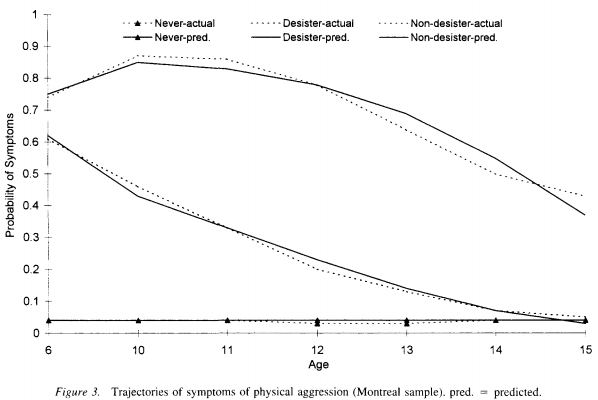 Never-actual Desister-actual Non-desister-actual
Never-pred. Desister-pred. Non-desister-pred.
1
0.9
0.8
0.7
0.6
0.5
0.4
0.3
0.2
0.1
0
Probability of Symptoms
6 10 11 12 13 14 15
Age
Figure 3. Trajectories of symptoms of physical aggression (Montreal sample). pred. = predicted.